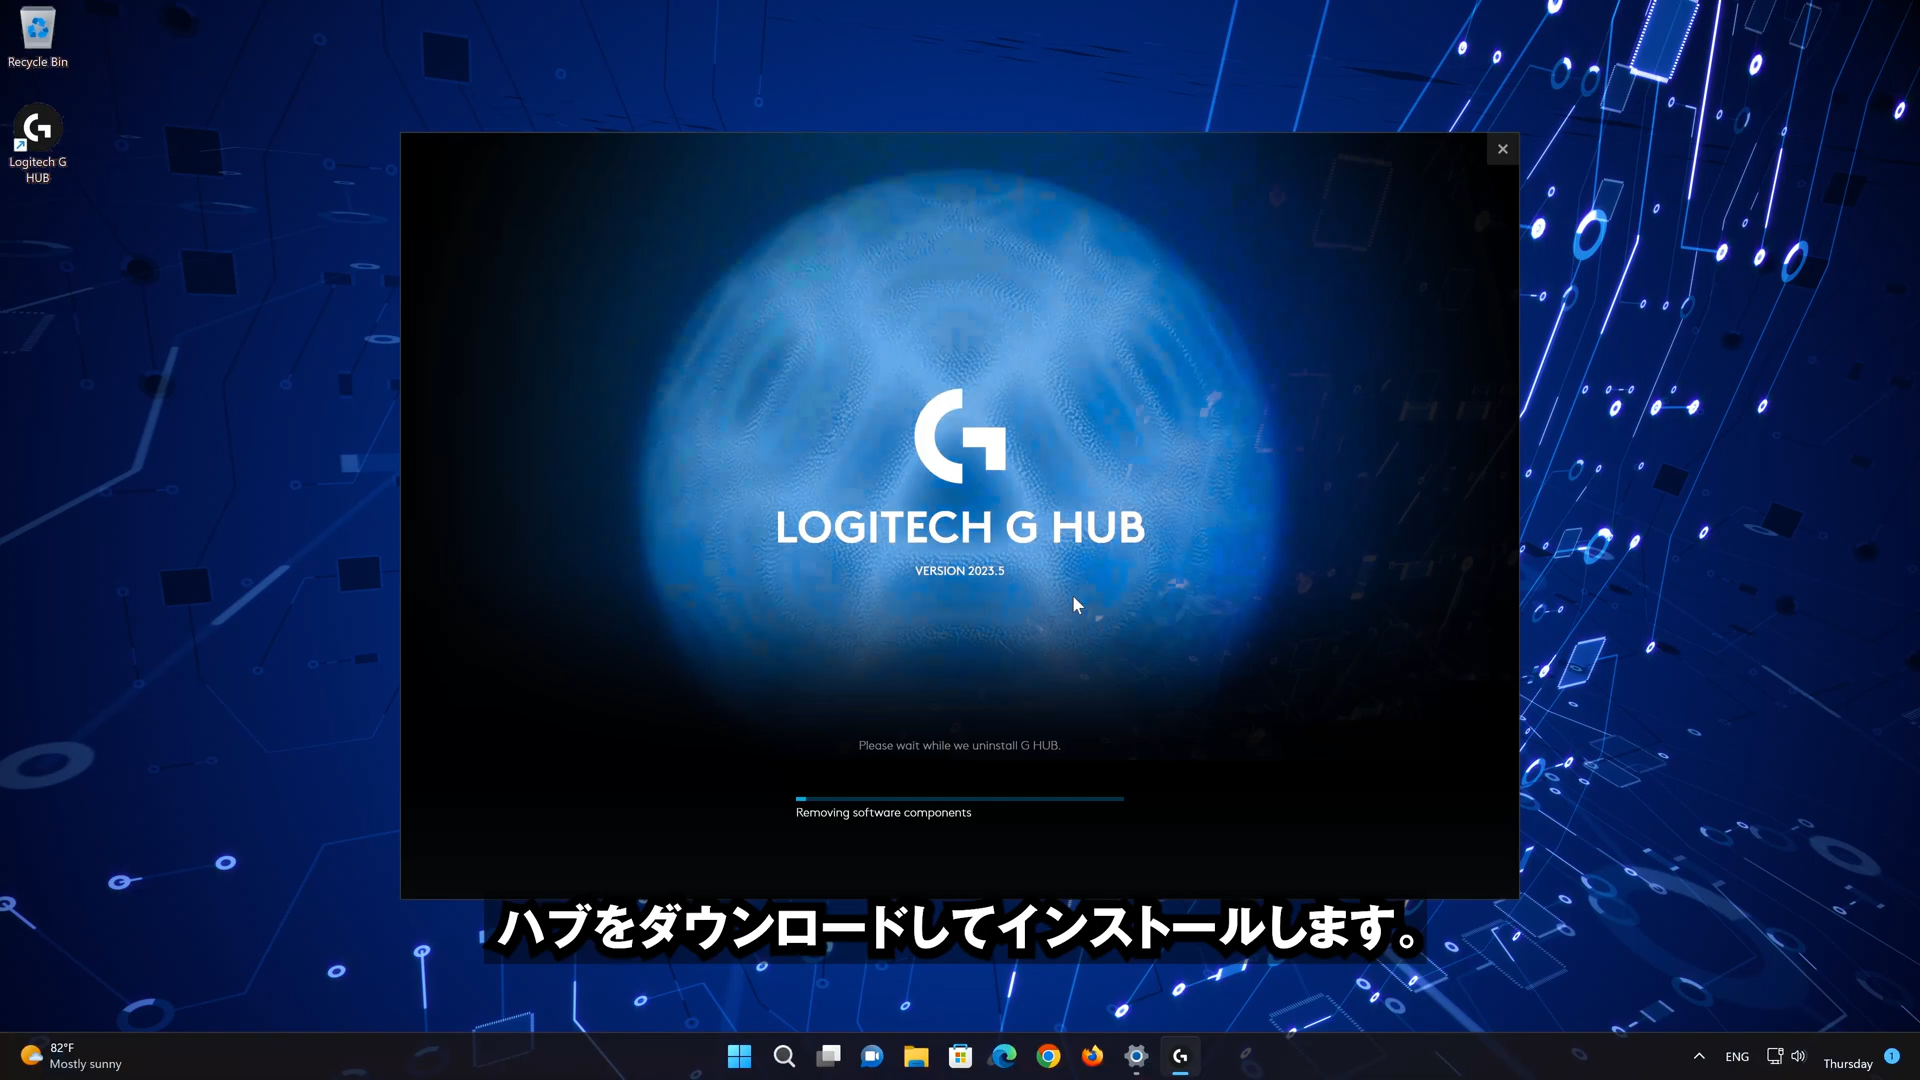 Recycle Bin
Logitech G
HUB
LOGITECH G HUB
VERSION 2023.5
Please wait while we uninstall G HUB.
Removing software components
ハブをダウンロードしてインストールします。
82°F
Mostly sunny
ENG
Thursday
1